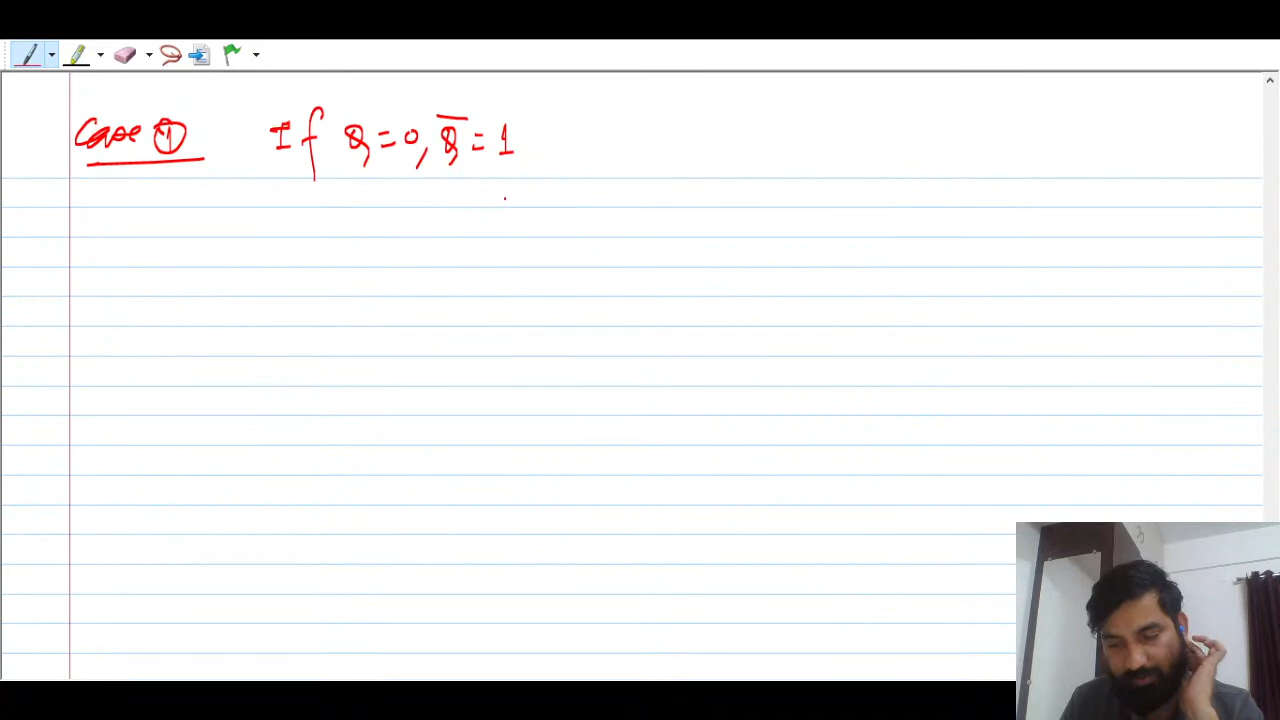 Case ① If Q=0, Q̅=1